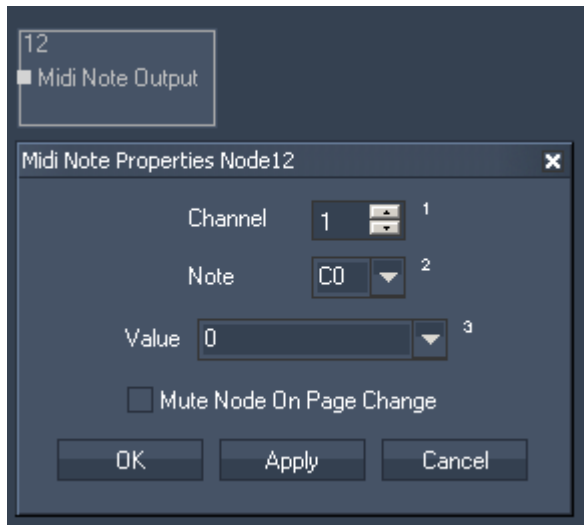 12
Midi Note Output
Midi Note Properties Node12
Channel 1 1
Note C0 2
Value 0 3
Mute Node On Page Change
OK Apply Cancel